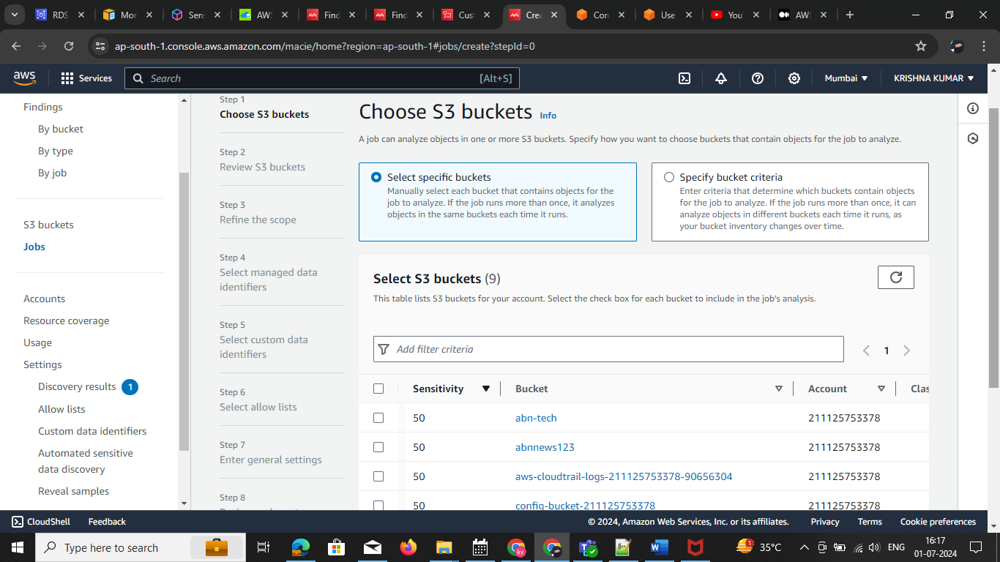 RDS
Mor
Sens
AWS
Find
Find
Cust
Crea
Con
Use
YouT
AWS
ap-south-1.console.aws.amazon.com/macie/home?region=ap-south-1#jobs/create?stepId=0
aws
Services
Search
[Alt+S]
Mumbai
KRISHNA KUMAR
Findings
By bucket
By type
By job
S3 buckets
Jobs
Accounts
Resource coverage
Usage
Settings
Discovery results 1
Allow lists
Custom data identifiers
Automated sensitive
data discovery
Reveal samples
Step 1
Choose S3 buckets
Step 2
Review S3 buckets
Step 3
Refine the scope
Step 4
Select managed data
identifiers
Step 5
Select custom data
identifiers
Step 6
Select allow lists
Step 7
Enter general settings
Step 8
Choose S3 buckets Info
A job can analyze objects in one or more S3 buckets. Specify how you want to choose buckets that contain objects for the job to analyze.
Select specific buckets
Manually select each bucket that contains objects for the
job to analyze. If the job runs more than once, it analyzes
objects in the same buckets each time it runs.
Specify bucket criteria
Enter criteria that determine which buckets contain objects
for the job to analyze. If the job runs more than once, it can
analyze objects in different buckets each time it runs, as
your bucket inventory changes over time.
Select S3 buckets (9)
This table lists S3 buckets for your account. Select the check box for each bucket to include in the job's analysis.
Add filter criteria
1
Sensitivity Bucket Account Clas
50 abn-tech 211125753378
50 abnnews123 211125753378
50 aws-cloudtrail-logs-211125753378-90656304 211125753378
50 config-bucket-211125753378 211125753378
CloudShell Feedback
© 2024, Amazon Web Services, Inc. or its affiliates. Privacy Terms Cookie preferences
Type here to search
kv
1
35°C
ENG
16:17
01-07-2024